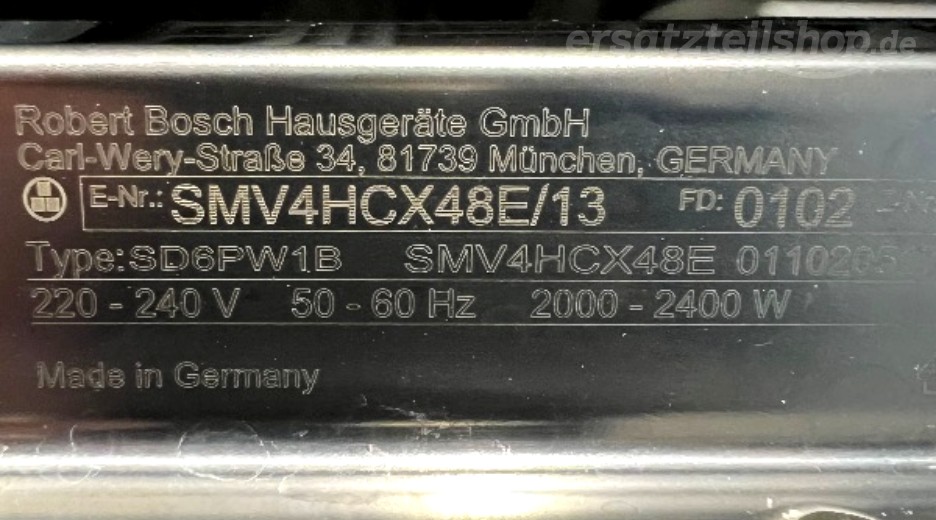 ersatzteilshop.de
Robert Bosch Hausgeräte GmbH
Carl-Wery-Straße 34, 81739 München, GERMANY
E-Nr.: SMV4HCX48E/13 FD: 0102
Type:SD6PW1B SMV4HCX48E
220 - 240 V 50 - 60 Hz 2000 - 2400 W
Made in Germany